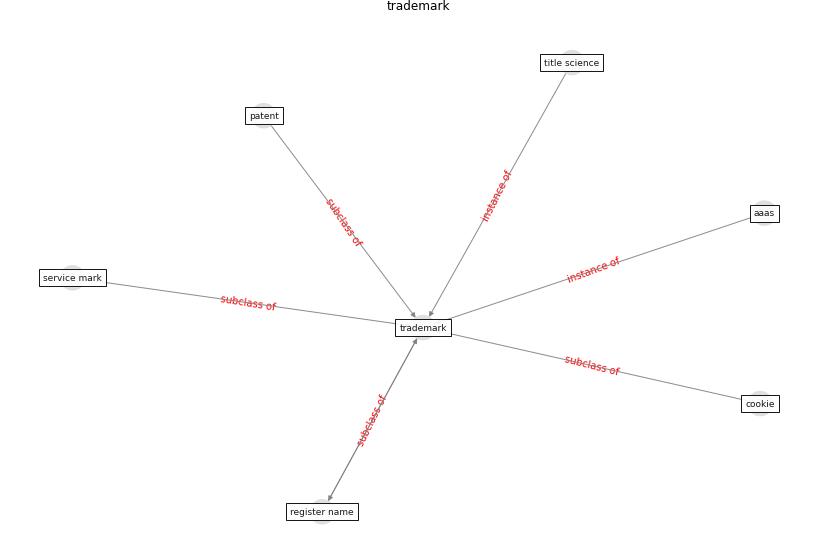 trademark
title science
patent
instance of
subclass of
aaas
instance of
service mark
subclass of
trademark
subclass of
cookie
subclass of
register name